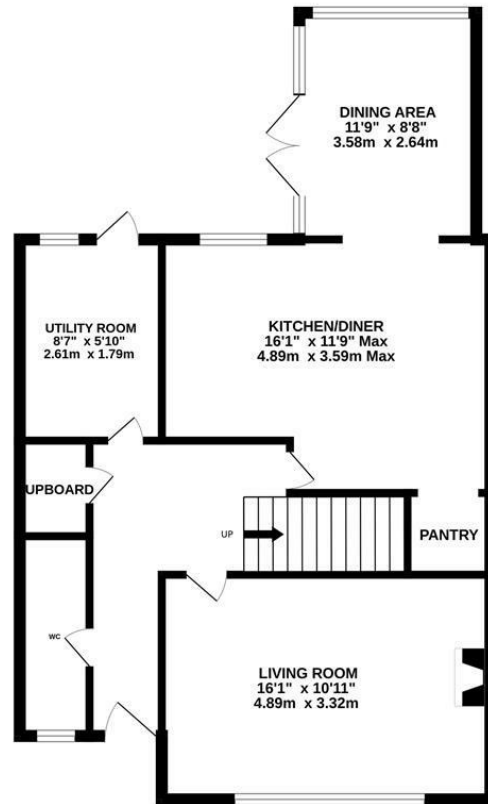 DINING AREA
11'9" x 8'8"
3.58m x 2.64m
UTILITY ROOM
8'7" x 5'10"
2.61m x 1.79m
KITCHEN/DINER
16'1" x 11'9" Max
4.89m x 3.59m Max
UPBOARD
UP
PANTRY
WC
LIVING ROOM
16'1" x 10'11"
4.89m x 3.32m